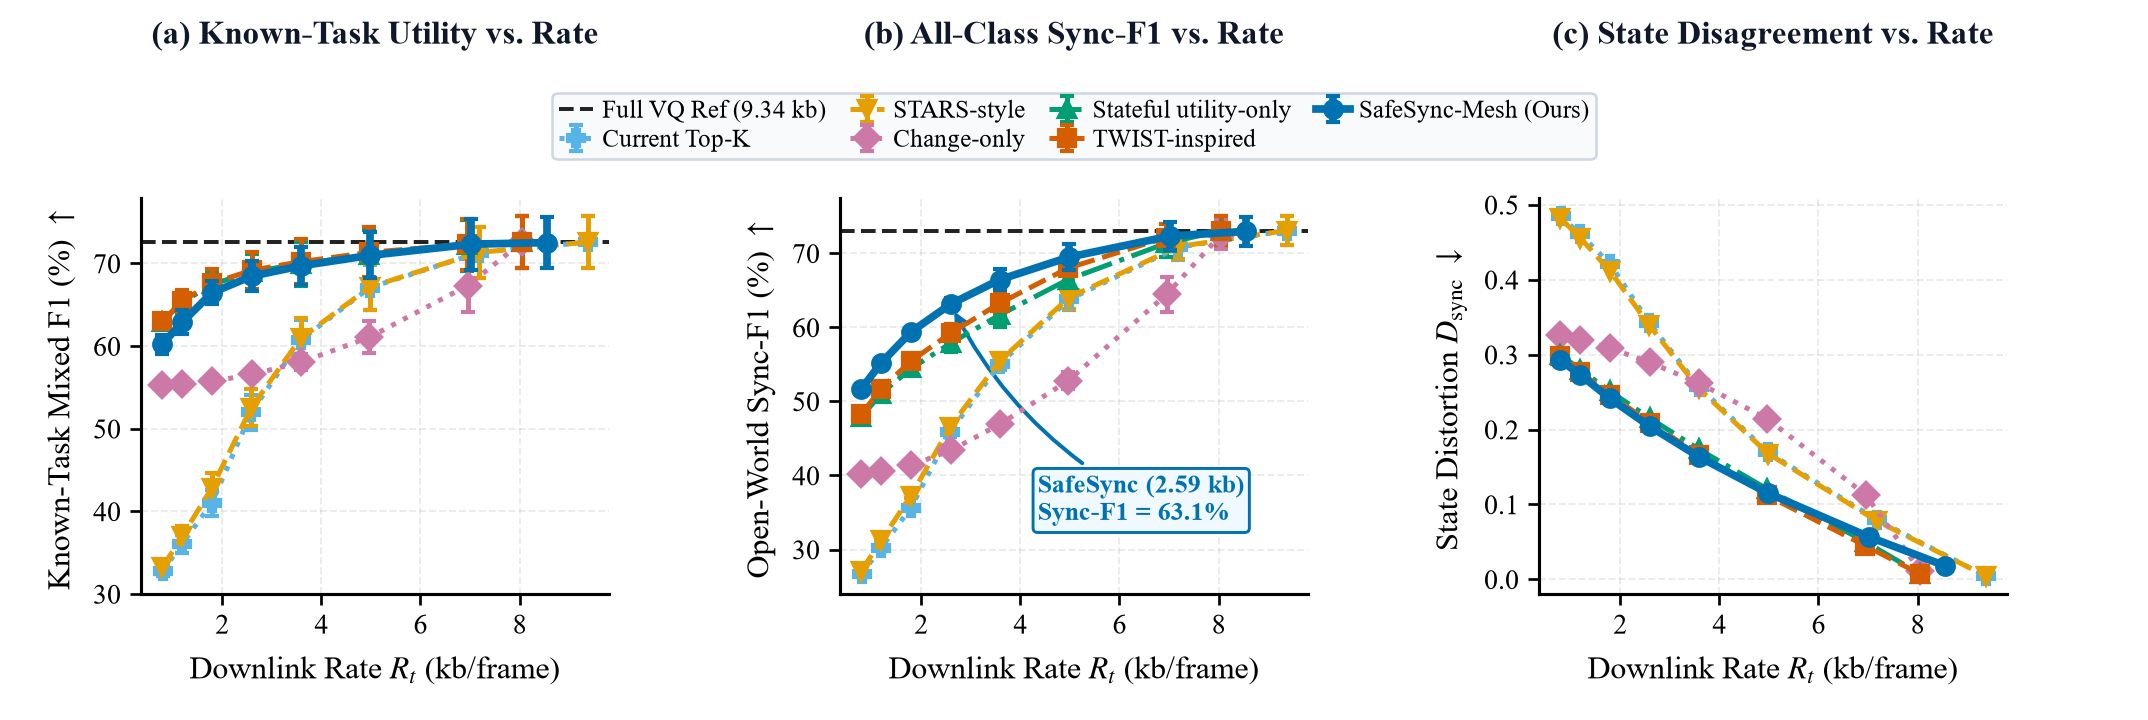 (a) Known-Task Utility vs. Rate
(b) All-Class Sync-F1 vs. Rate
(c) State Disagreement vs. Rate
Full VQ Ref (9.34 kb)
Current Top-K
STARS-style
Change-only
Stateful utility-only
TWIST-inspired
SafeSync-Mesh (Ours)
Known-Task Mixed F1 (%) ↑
70
60
50
40
30
2 4 6 8
Downlink Rate R_t (kb/frame)
Open-World Sync-F1 (%) ↑
70
60
50
40
30
SafeSync (2.59 kb)
Sync-F1 = 63.1%
2 4 6 8
Downlink Rate R_t (kb/frame)
State Distortion D_sync ↓
0.5
0.4
0.3
0.2
0.1
0.0
2 4 6 8
Downlink Rate R_t (kb/frame)